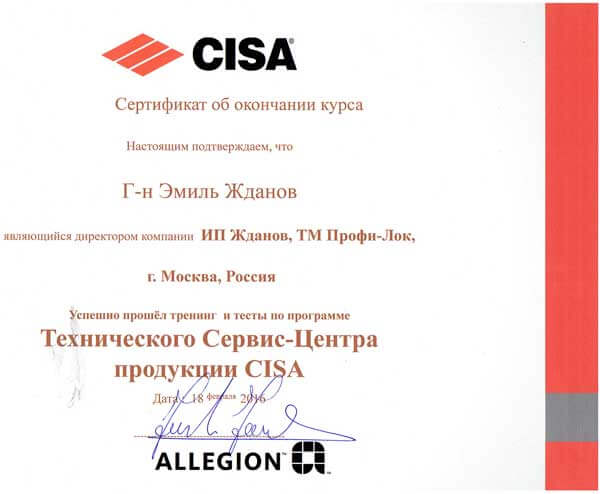 CISA®
Сертификат об окончании курса
Настоящим подтверждаем, что
Г-н Эмиль Жданов
являющийся директором компании ИП Жданов, ТМ Профи-Лок,
г. Москва, Россия
Успешно прошёл тренинг и тесты по программе
Технического Сервис-Центра
продукции CISA
Дата 18 февраля 2016
ALLEGION™